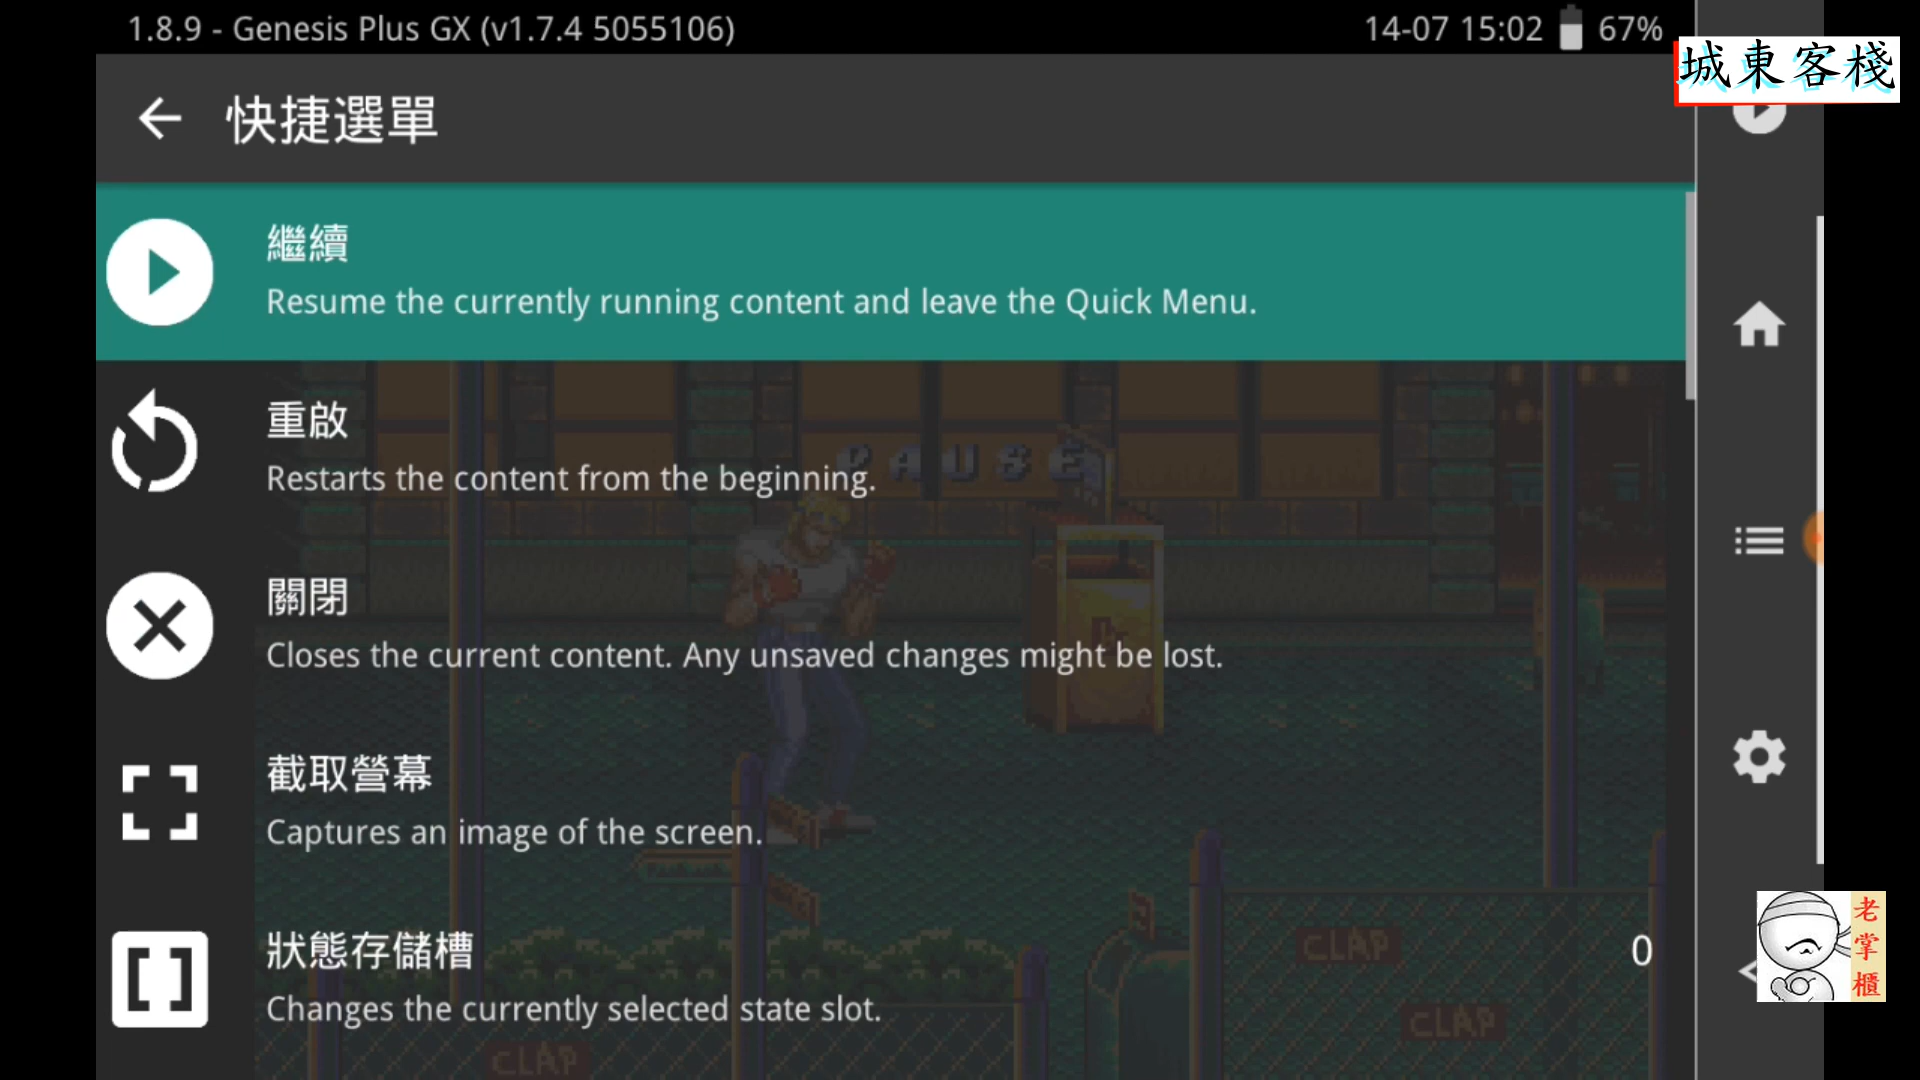 1.8.9 - Genesis Plus GX (v1.7.4 5055106)
14-07 15:02
67%
城東客棧
快捷選單
繼續
Resume the currently running content and leave the Quick Menu.
重啟
PAUSE
Restarts the content from the beginning.
關閉
Closes the current content. Any unsaved changes might be lost.
截取營幕
Captures an image of the screen.
狀態存儲槽
0
CLAP
Changes the currently selected state slot.
CLAP
CLAP
老掌櫃